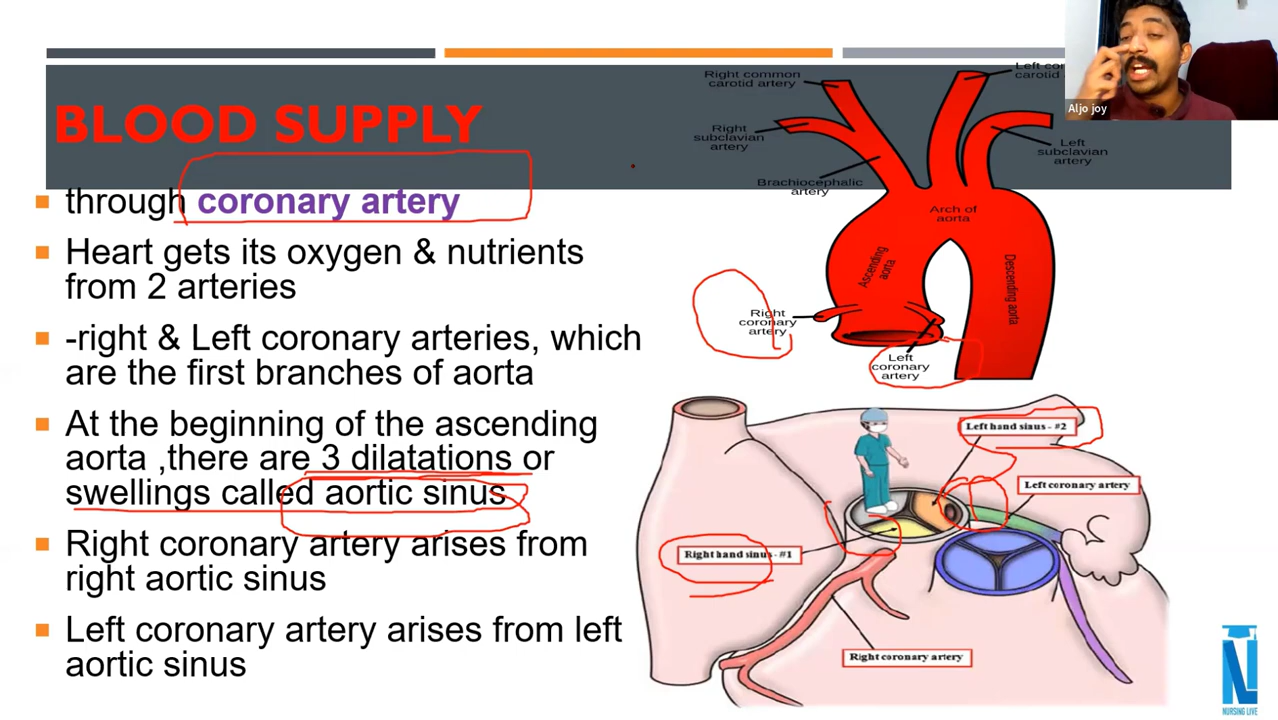 BLOOD SUPPLY
through coronary artery
Heart gets its oxygen & nutrients
from 2 arteries
-right & Left coronary arteries, which
are the first branches of aorta
At the beginning of the ascending
aorta ,there are 3 dilatations or
swellings called aortic sinus
Right coronary artery arises from
right aortic sinus
Left coronary artery arises from left
aortic sinus
Right common
carotid artery
Left
carotid
Right
subclavian
artery
Left
subclavian
artery
Brachiocephalic
artery
Arch of
aorta
Ascending
aorta
Descending aorta
Right
coronary
artery
Left
coronary
artery
Left hand sinus - #2
Left coronary artery
Right hand sinus - #1
Right coronary artery
Aljo joy
NURSING LIVE